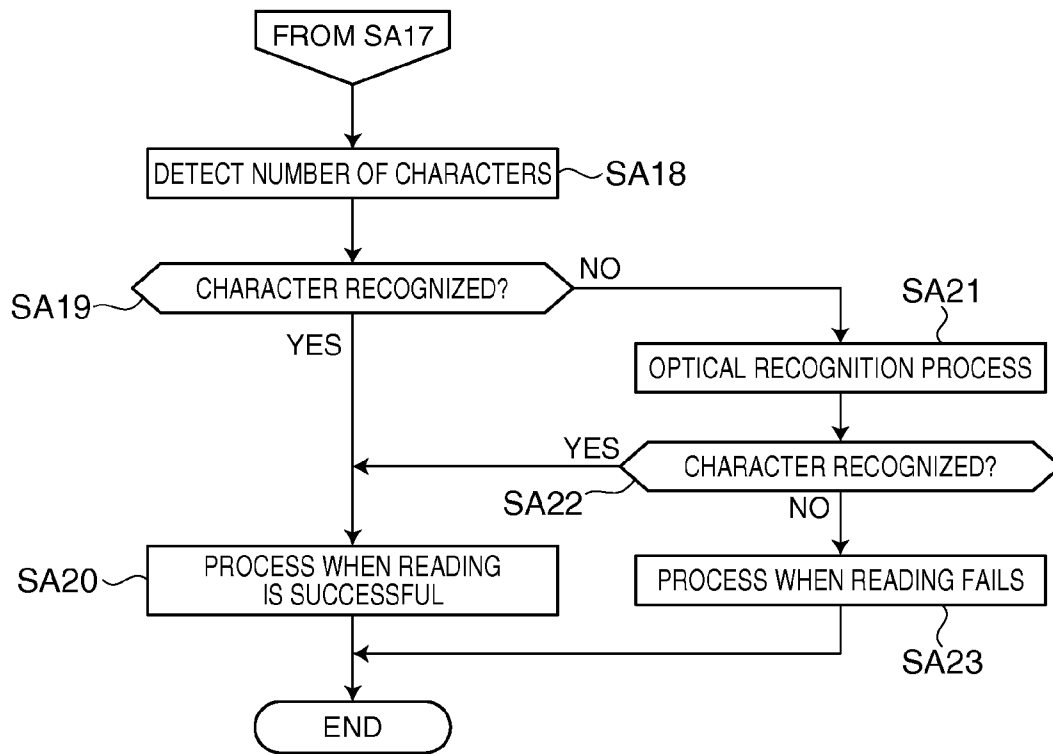 FROM SA17
DETECT NUMBER OF CHARACTERS
SA18
CHARACTER RECOGNIZED?
NO
SA19
YES
SA21
OPTICAL RECOGNITION PROCESS
YES
CHARACTER RECOGNIZED?
SA22
NO
SA20
PROCESS WHEN READING
IS SUCCESSFUL
PROCESS WHEN READING FAILS
SA23
END